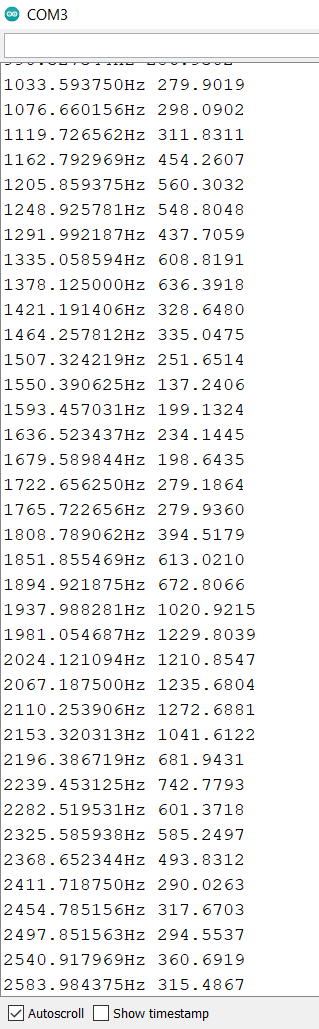 COM3
1033.593750Hz 279.9019
1076.660156Hz 298.0902
1119.726562Hz 311.8311
1162.792969Hz 454.2607
1205.859375Hz 560.3032
1248.925781Hz 548.8048
1291.992187Hz 437.7059
1335.058594Hz 608.8191
1378.125000Hz 636.3918
1421.191406Hz 328.6480
1464.257812Hz 335.0475
1507.324219Hz 251.6514
1550.390625Hz 137.2406
1593.457031Hz 199.1324
1636.523437Hz 234.1445
1679.589844Hz 198.6435
1722.656250Hz 279.1864
1765.722656Hz 279.9360
1808.789062Hz 394.5179
1851.855469Hz 613.0210
1894.921875Hz 672.8066
1937.988281Hz 1020.9215
1981.054687Hz 1229.8039
2024.121094Hz 1210.8547
2067.187500Hz 1235.6804
2110.253906Hz 1272.6881
2153.320313Hz 1041.6122
2196.386719Hz 681.9431
2239.453125Hz 742.7793
2282.519531Hz 601.3718
2325.585938Hz 585.2497
2368.652344Hz 493.8312
2411.718750Hz 290.0263
2454.785156Hz 317.6703
2497.851563Hz 294.5537
2540.917969Hz 360.6919
2583.984375Hz 315.4867
Autoscroll Show timestamp